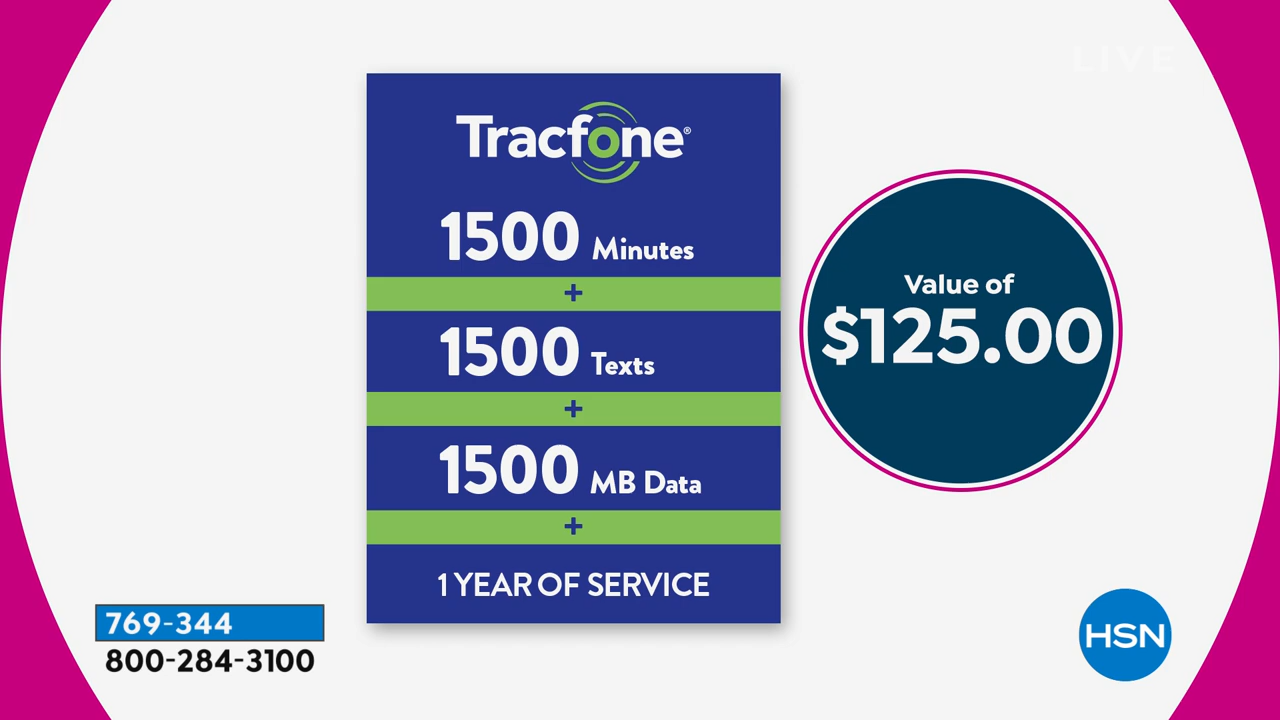 LIVE
Tracfone®
1500 Minutes
+
1500 Texts
+
1500 MB Data
+
1 YEAR OF SERVICE
Value of
$125.00
769-344
800-284-3100
HSN